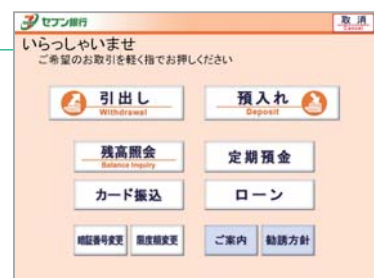 セブン銀行
取 消
Cancel
いらっしゃいませ
ご希望のお取引を軽く指でお押しください
引出し
Withdrawal
預入れ
Deposit
残高照会
Balance Inquiry
定期預金
カード振込
ローン
暗証番号変更 限度額変更 ご案内 勧誘方針